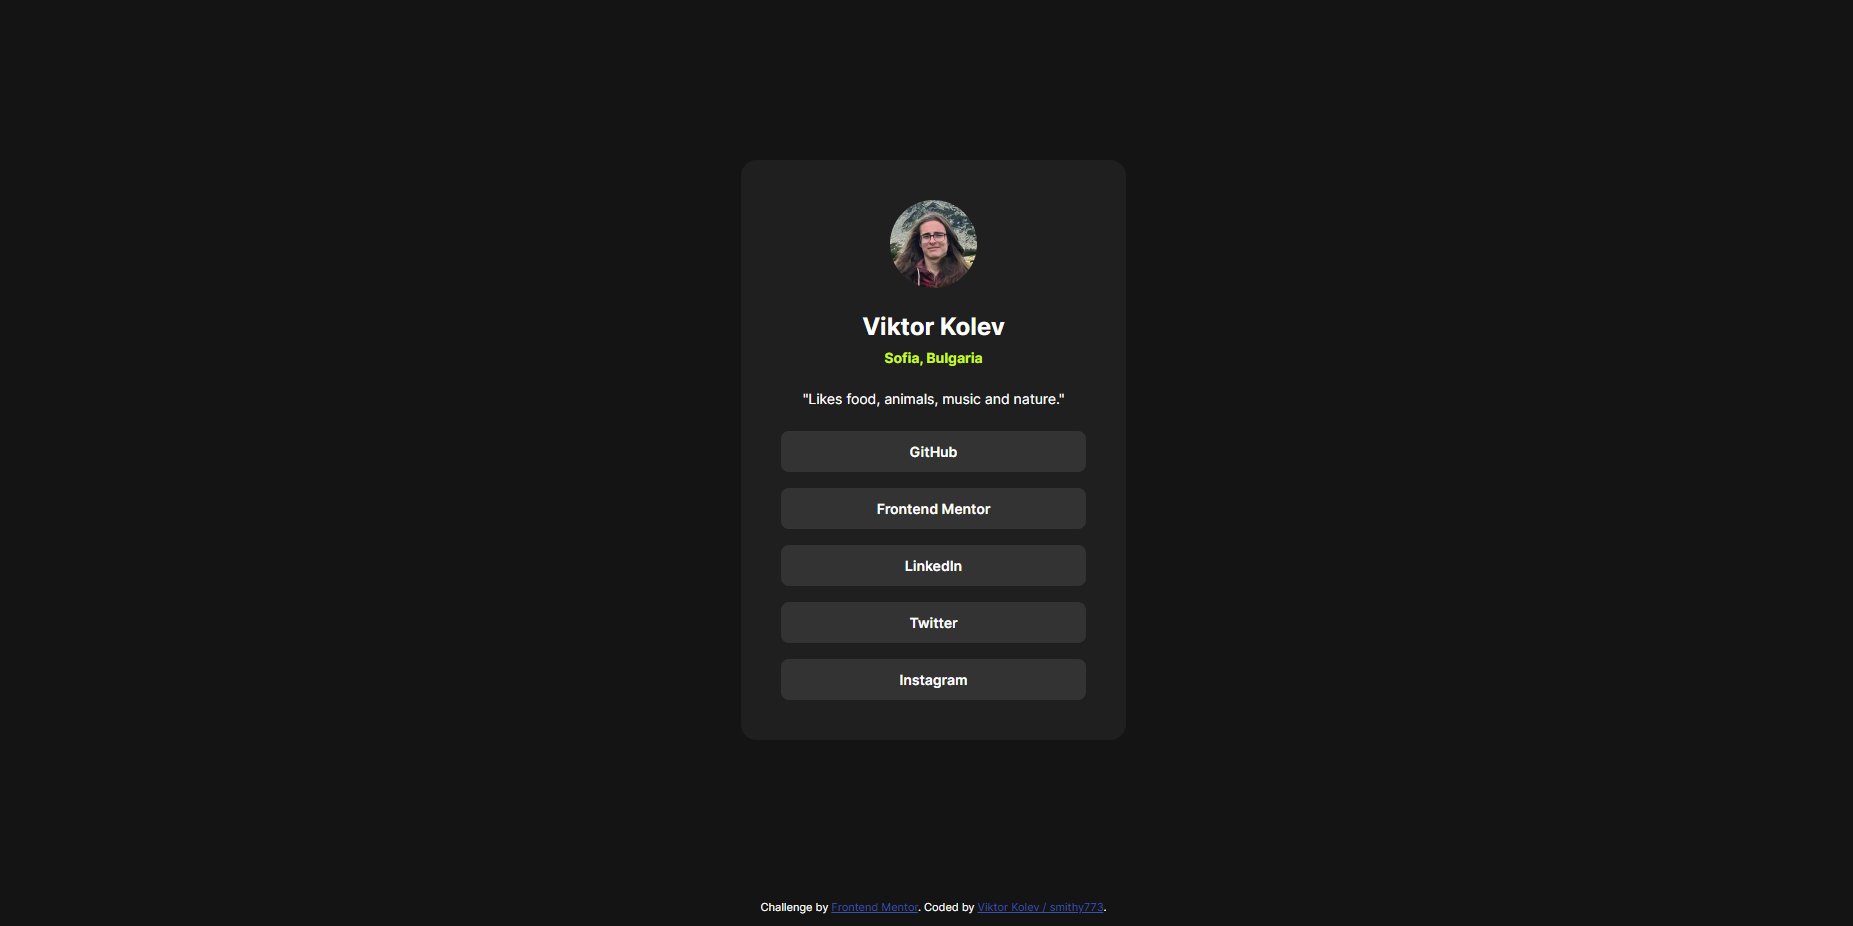 Viktor Kolev
Sofia, Bulgaria
"Likes food, animals, music and nature."
GitHub
Frontend Mentor
LinkedIn
Twitter
Instagram
Challenge by Frontend Mentor. Coded by Viktor Kolev / smithy773.